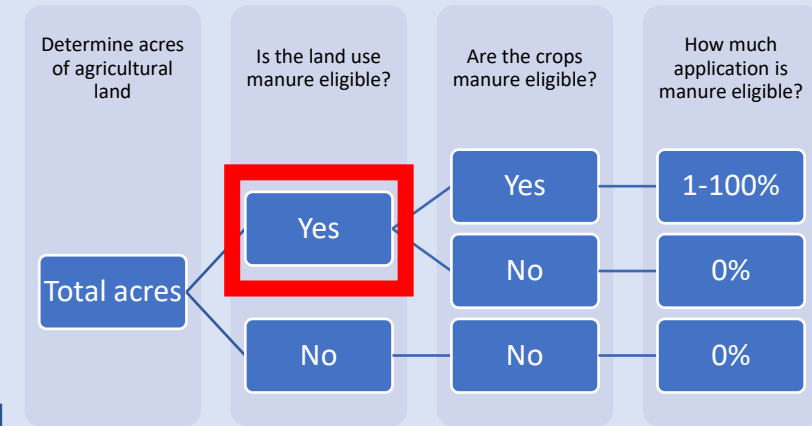 Determine acres
of agricultural
land
Is the land use
manure eligible?
Are the crops
manure eligible?
How much
application is
manure eligible?
Total acres
Yes
No
Yes
No
No
1-100%
0%
0%